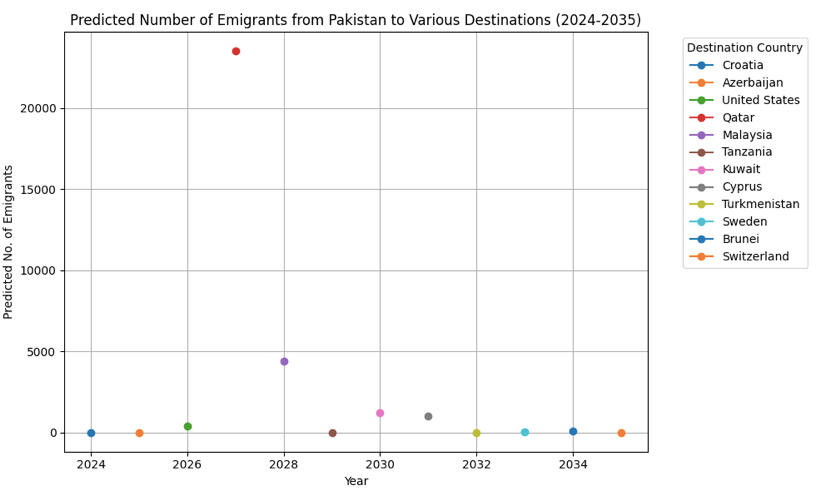 Predicted Number of Emigrants from Pakistan to Various Destinations (2024-2035)
Predicted No. of Emigrants
20000
15000
10000
5000
0
2024
2026
2028
2030
2032
2034
Year
Destination Country
Croatia
Azerbaijan
United States
Qatar
Malaysia
Tanzania
Kuwait
Cyprus
Turkmenistan
Sweden
Brunei
Switzerland